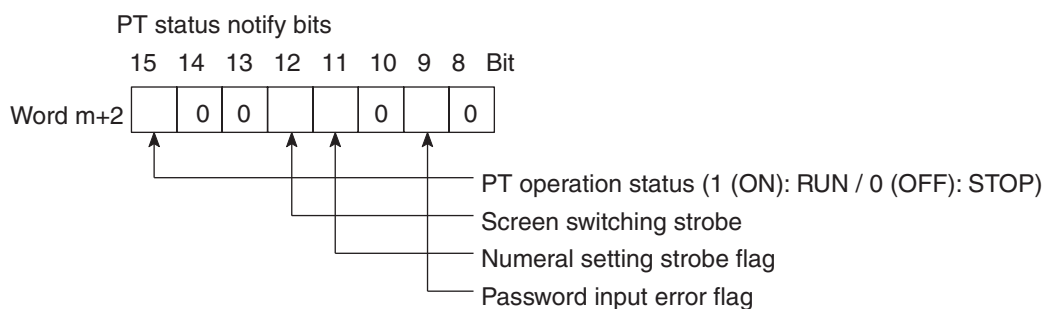 PT status notify bits
15 14 13 12 11 10 9 8 Bit
Word m+2 0 0 0 0
PT operation status (1 (ON): RUN / 0 (OFF): STOP)
Screen switching strobe
Numeral setting strobe flag
Password input error flag